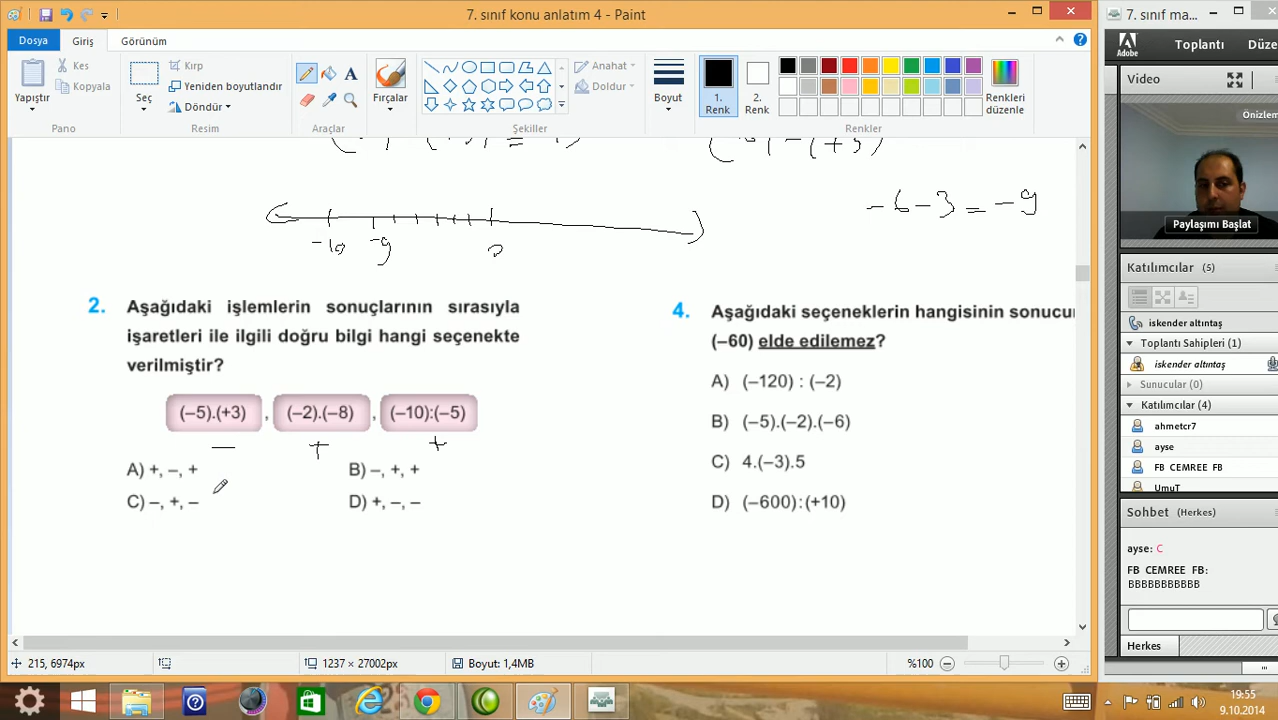 7. sınıf konu anlatım 4 - Paint
7. sınıf ma...
Dosya
Giriş
Görünüm
Yapıştır
Kes
Kopyala
Pano
Seç
Kırp
Yeniden boyutlandır
Döndür
Resim
A
Araçlar
Fırçalar
Anahat
Doldur
Şekiller
Boyut
1. Renk
2. Renk
Renkleri düzenle
Renkler
Adobe
Toplantı
Düze
Video
Önizlem
Paylaşımı Başlat
Katılımcılar (5)
iskender altıntaş
Toplantı Sahipleri (1)
iskender altıntaş
Sunucular (0)
Katılımcılar (4)
ahmetcr7
ayse
FB CEMREE FB
UmuT
Sohbet (Herkes)
ayse: C
FB CEMREE FB:
BBBBBBBBBBB
Herkes
-6-3=-9
-10 -9 0
2. Aşağıdaki işlemlerin sonuçlarının sırasıyla
işaretleri ile ilgili doğru bilgi hangi seçenekte
verilmiştir?
(–5).(+3) , (–2).(–8) , (–10):(–5)
– + +
A) +, –, + B) –, +, +
C) –, +, – D) +, –, –
4. Aşağıdaki seçeneklerin hangisinin sonucun
(–60) elde edilemez?
A) (–120) : (–2)
B) (–5).(–2).(–6)
C) 4.(–3).5
D) (–600):(+10)
215, 6974px
1237 × 27002px
Boyut: 1,4MB
%100
19:55
9.10.2014